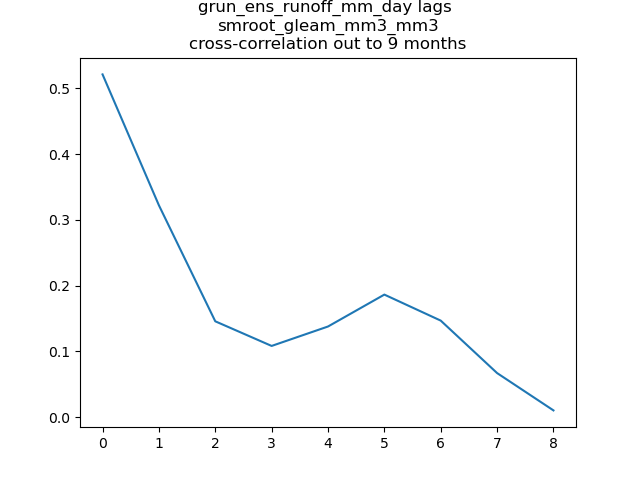 grun_ens_runoff_mm_day lags
smroot_gleam_mm3_mm3
cross-correlation out to 9 months
0.5
0.4
0.3
0.2
0.1
0.0
0 1 2 3 4 5 6 7 8